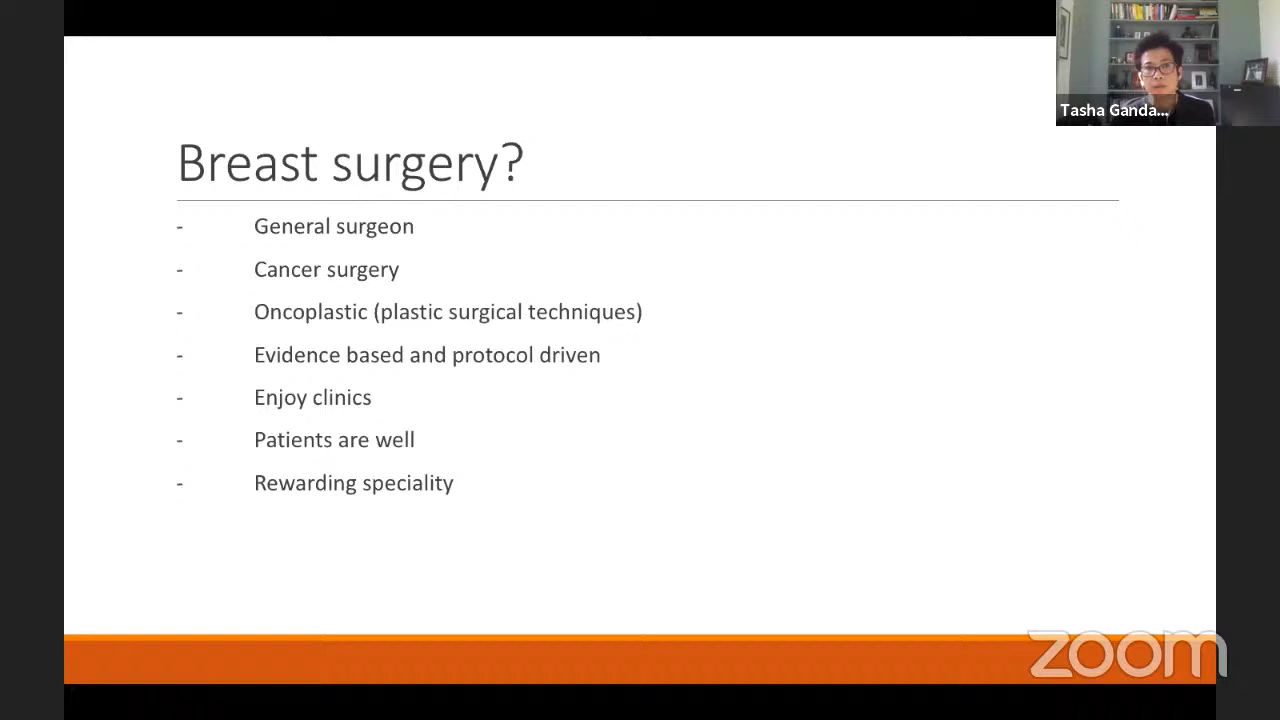 Tasha Ganda...
Breast surgery?
- General surgeon
- Cancer surgery
- Oncoplastic (plastic surgical techniques)
- Evidence based and protocol driven
- Enjoy clinics
- Patients are well
- Rewarding speciality
zoom